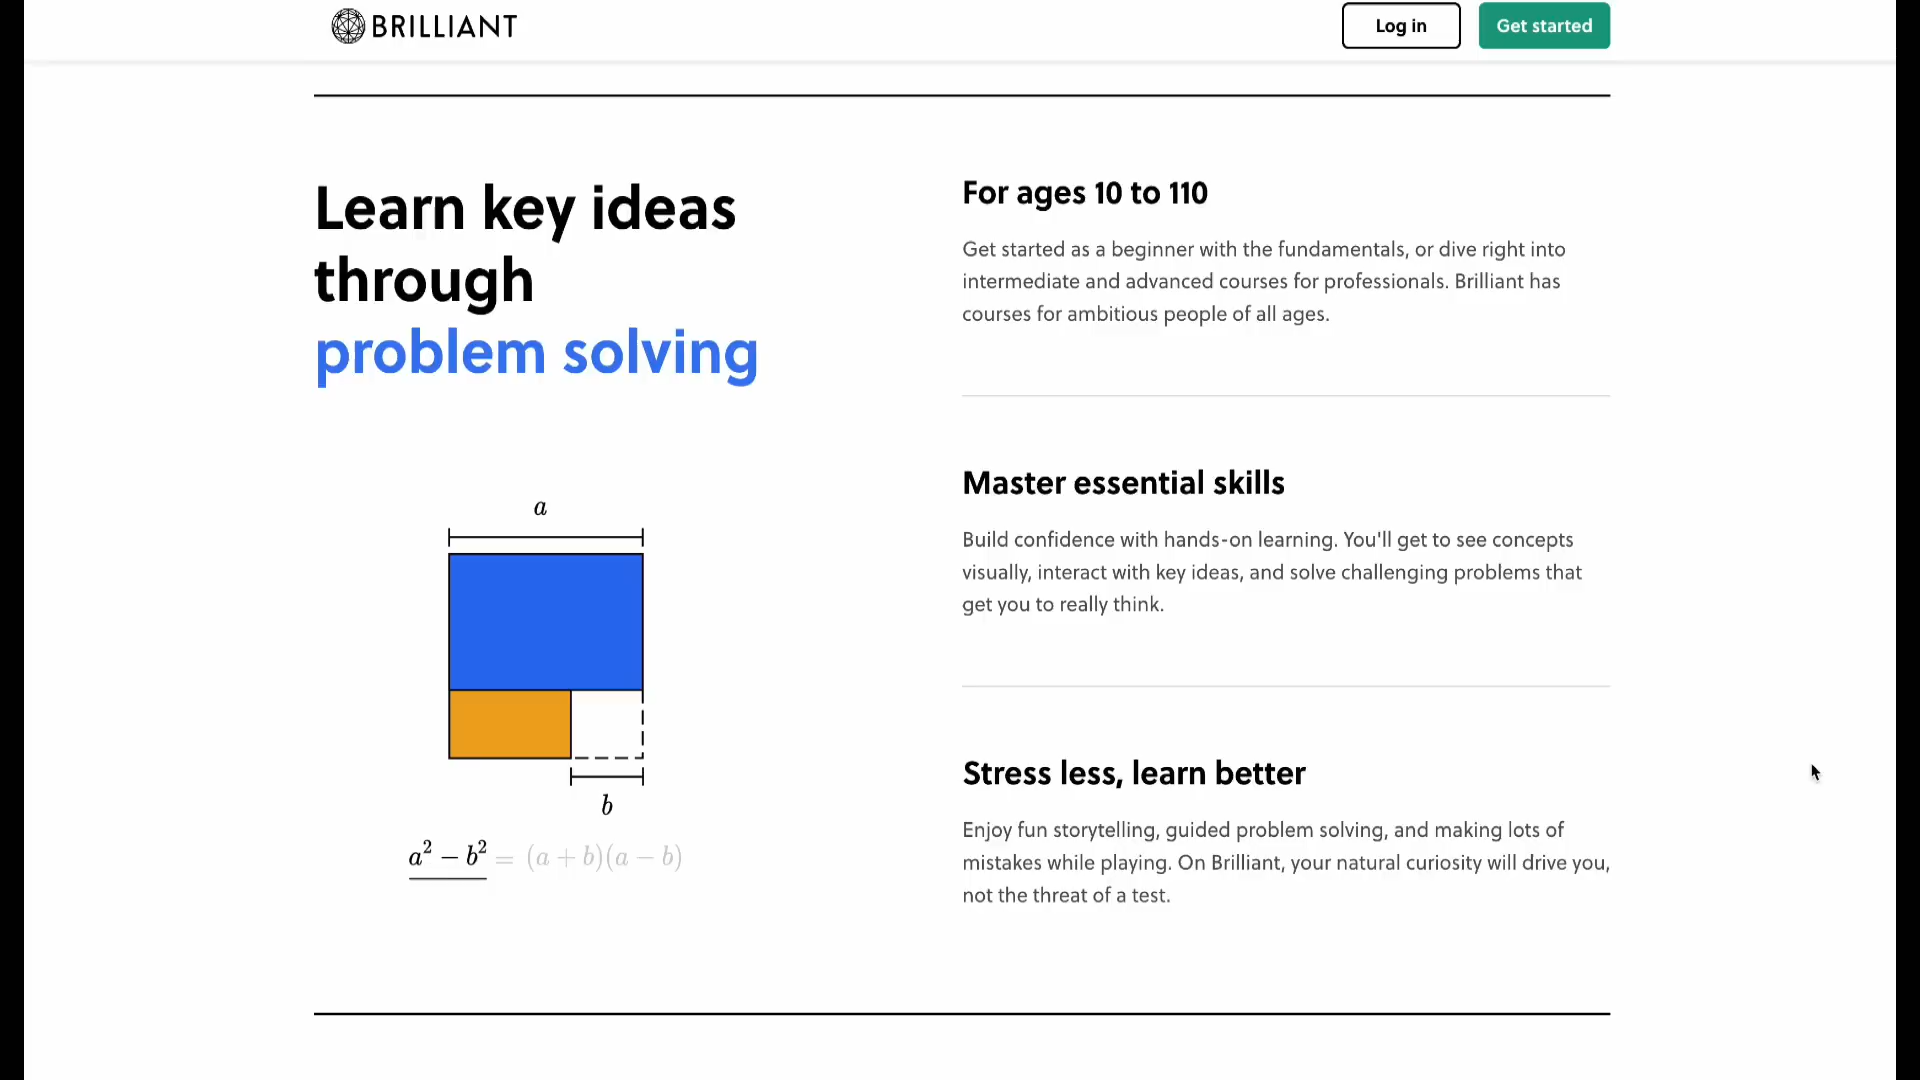 BRILLIANT
Log in
Get started
Learn key ideas
through
problem solving
a
b
a² − b² = (a + b)(a − b)
For ages 10 to 110
Get started as a beginner with the fundamentals, or dive right into
intermediate and advanced courses for professionals. Brilliant has
courses for ambitious people of all ages.
Master essential skills
Build confidence with hands-on learning. You'll get to see concepts
visually, interact with key ideas, and solve challenging problems that
get you to really think.
Stress less, learn better
Enjoy fun storytelling, guided problem solving, and making lots of
mistakes while playing. On Brilliant, your natural curiosity will drive you,
not the threat of a test.